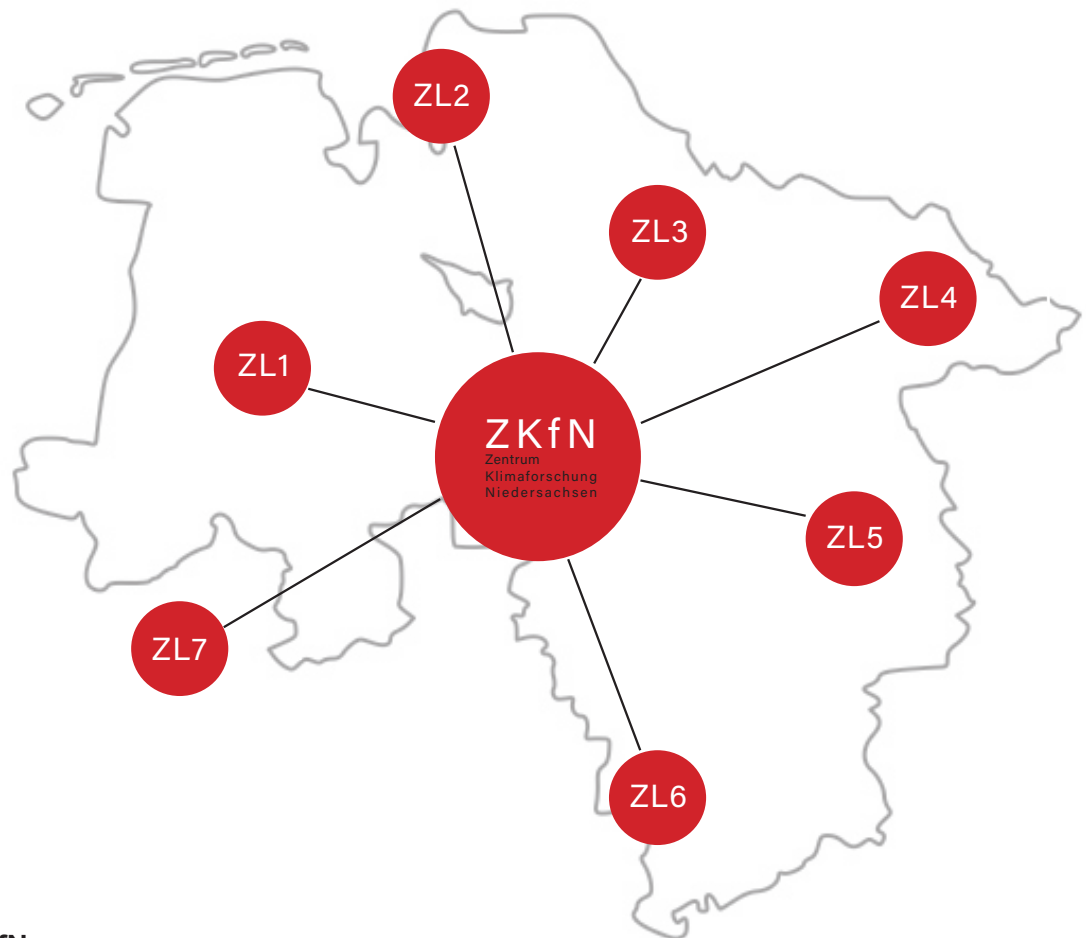 ZL2
ZL3
ZL4
ZL1
ZKfN
Zentrum
Klimaforschung
Niedersachsen
ZL5
ZL7
ZL6